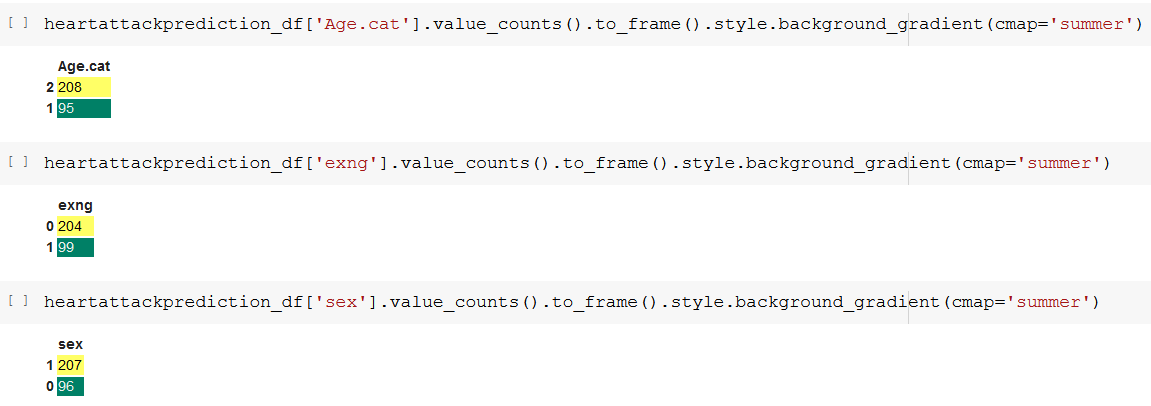 [ ] heartattackprediction_df['Age.cat'].value_counts().to_frame().style.background_gradient(cmap='summer')
Age.cat
2 208
1 95
[ ] heartattackprediction_df['exng'].value_counts().to_frame().style.background_gradient(cmap='summer')
exng
0 204
1 99
[ ] heartattackprediction_df['sex'].value_counts().to_frame().style.background_gradient(cmap='summer')
sex
1 207
0 96